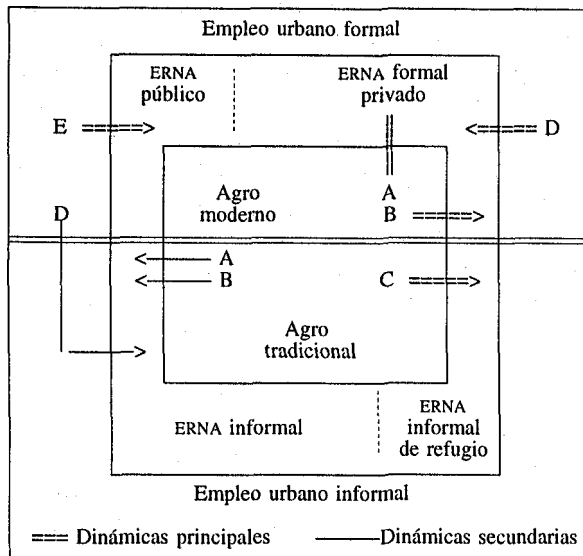 Empleo urbano formal
ERNA
público
ERNA formal
privado
E
D
Agro
moderno
A
B
D
A
B
C
Agro
tradicional
ERNA informal
ERNA
informal
de refugio
Empleo urbano informal
=== Dinámicas principales
——Dinámicas secundarias